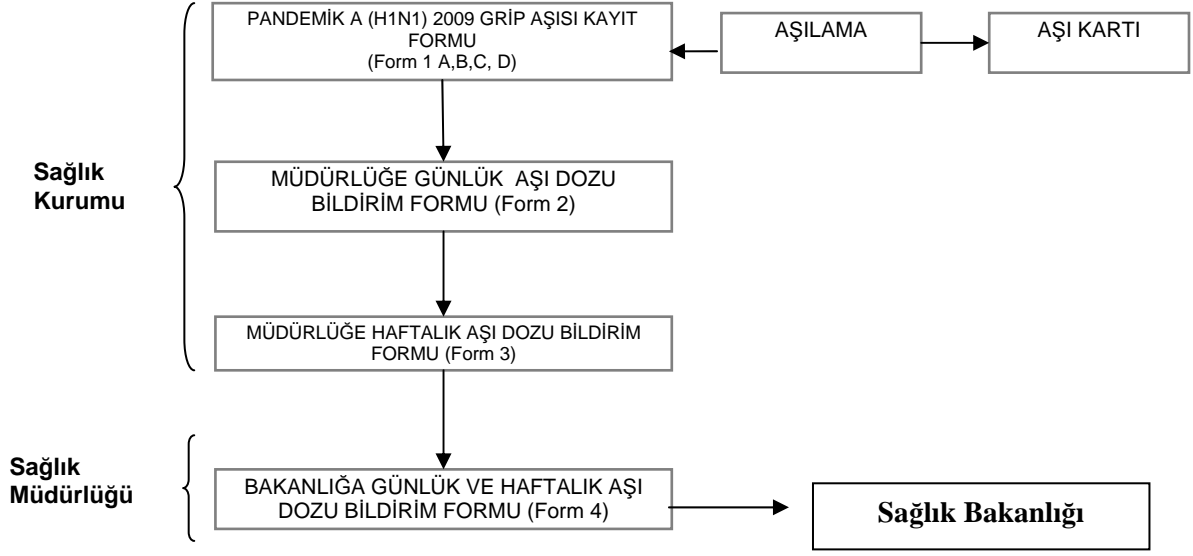 PANDEMİK A (H1N1) 2009 GRİP AŞISI KAYIT
FORMU
(Form 1 A,B,C, D)
AŞILAMA
AŞI KARTI
Sağlık
Kurumu
MÜDÜRLÜĞE GÜNLÜK AŞI DOZU
BİLDİRİM FORMU (Form 2)
MÜDÜRLÜĞE HAFTALIK AŞI DOZU BİLDİRİM
FORMU (Form 3)
Sağlık
Müdürlüğü
BAKANLIĞA GÜNLÜK VE HAFTALIK AŞI
DOZU BİLDİRİM FORMU (Form 4)
Sağlık Bakanlığı